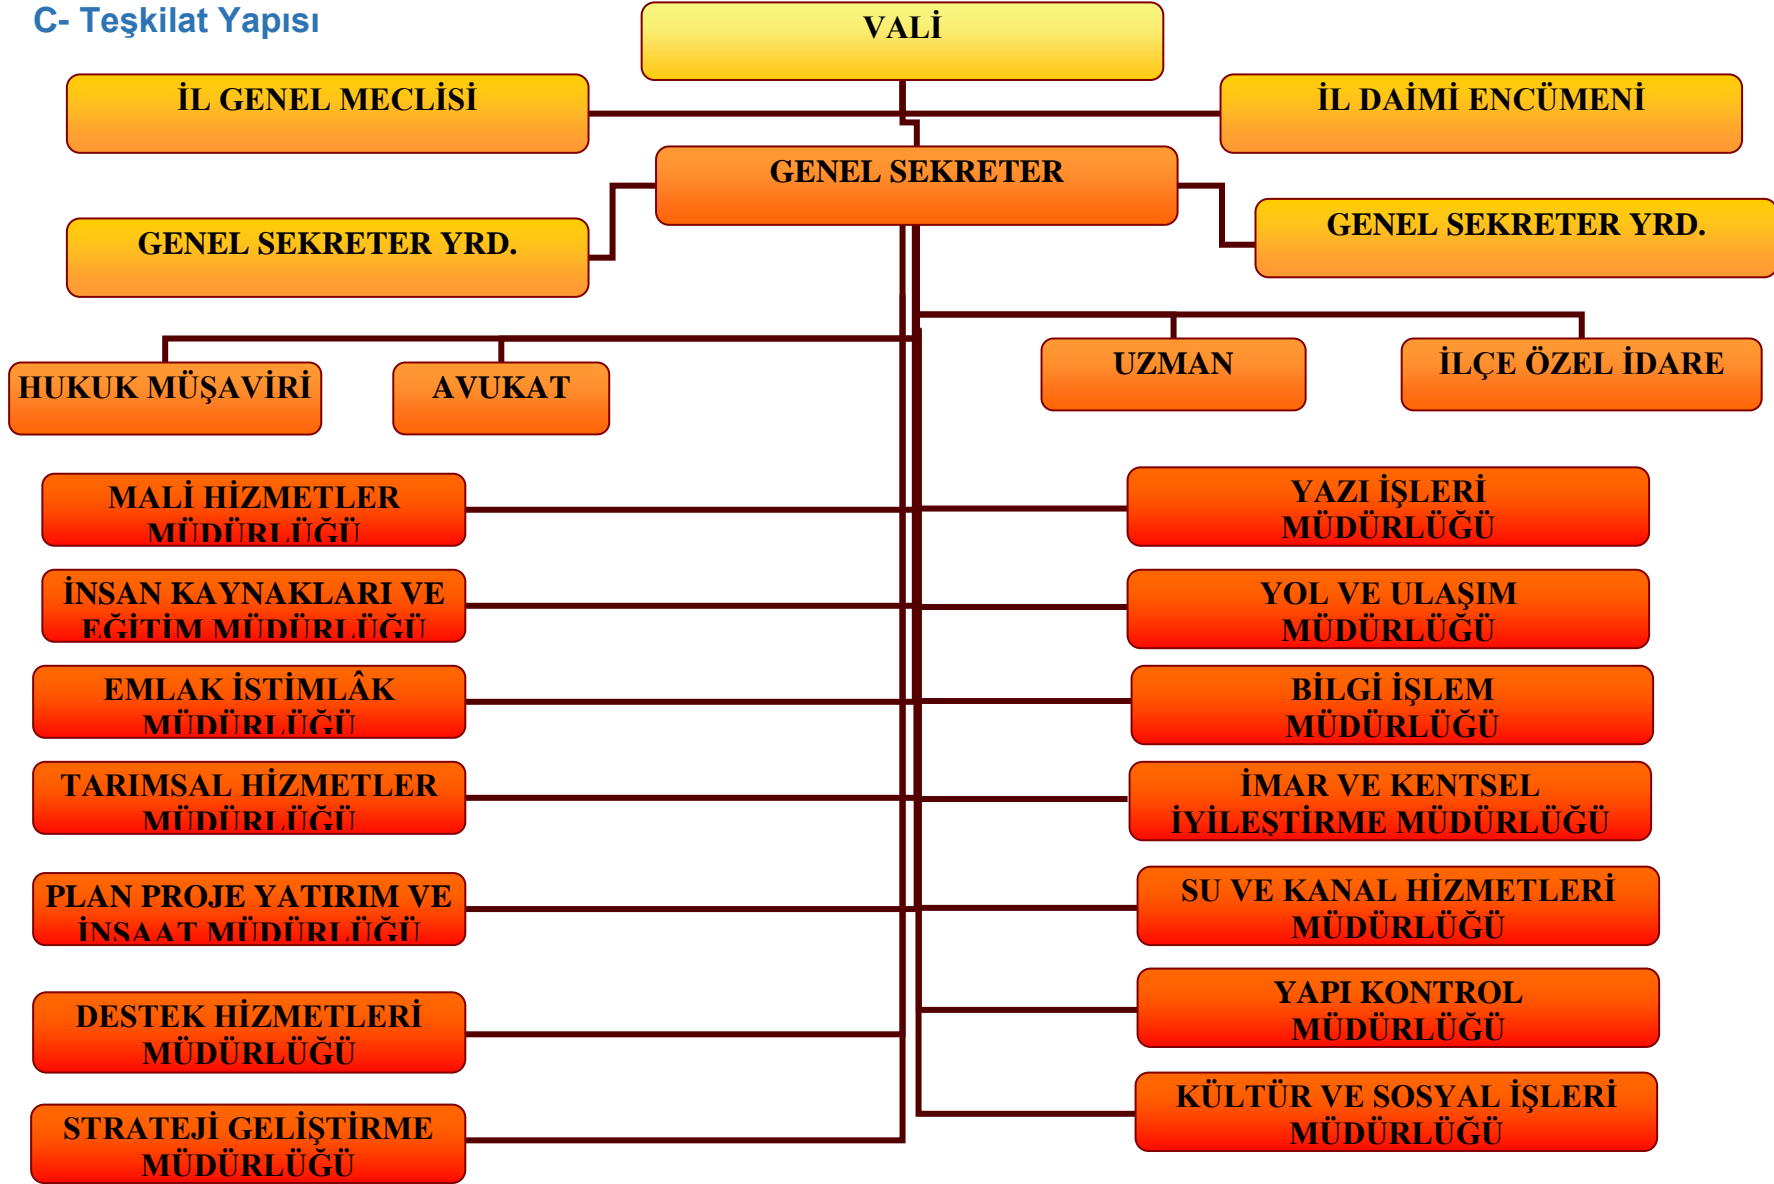 C- Teşkilat Yapısı
VALİ
İL GENEL MECLİSİ
İL DAİMİ ENCÜMENİ
GENEL SEKRETER
GENEL SEKRETER YRD.
GENEL SEKRETER YRD.
HUKUK MÜŞAVİRİ
AVUKAT
UZMAN
İLÇE ÖZEL İDARE
MALİ HİZMETLER
MÜDÜRLÜĞÜ
YAZI İŞLERİ
MÜDÜRLÜĞÜ
İNSAN KAYNAKLARI VE
EĞİTİM MÜDÜRLÜĞÜ
YOL VE ULAŞIM
MÜDÜRLÜĞÜ
EMLAK İSTİMLÂK
MÜDÜRLÜĞÜ
BİLGİ İŞLEM
MÜDÜRLÜĞÜ
TARIMSAL HİZMETLER
MÜDÜRLÜĞÜ
İMAR VE KENTSEL
İYİLEŞTİRME MÜDÜRLÜĞÜ
PLAN PROJE YATIRIM VE
İNŞAAT MÜDÜRLÜĞÜ
SU VE KANAL HİZMETLERİ
MÜDÜRLÜĞÜ
DESTEK HİZMETLERİ
MÜDÜRLÜĞÜ
YAPI KONTROL
MÜDÜRLÜĞÜ
STRATEJİ GELİŞTİRME
MÜDÜRLÜĞÜ
KÜLTÜR VE SOSYAL İŞLERİ
MÜDÜRLÜĞÜ